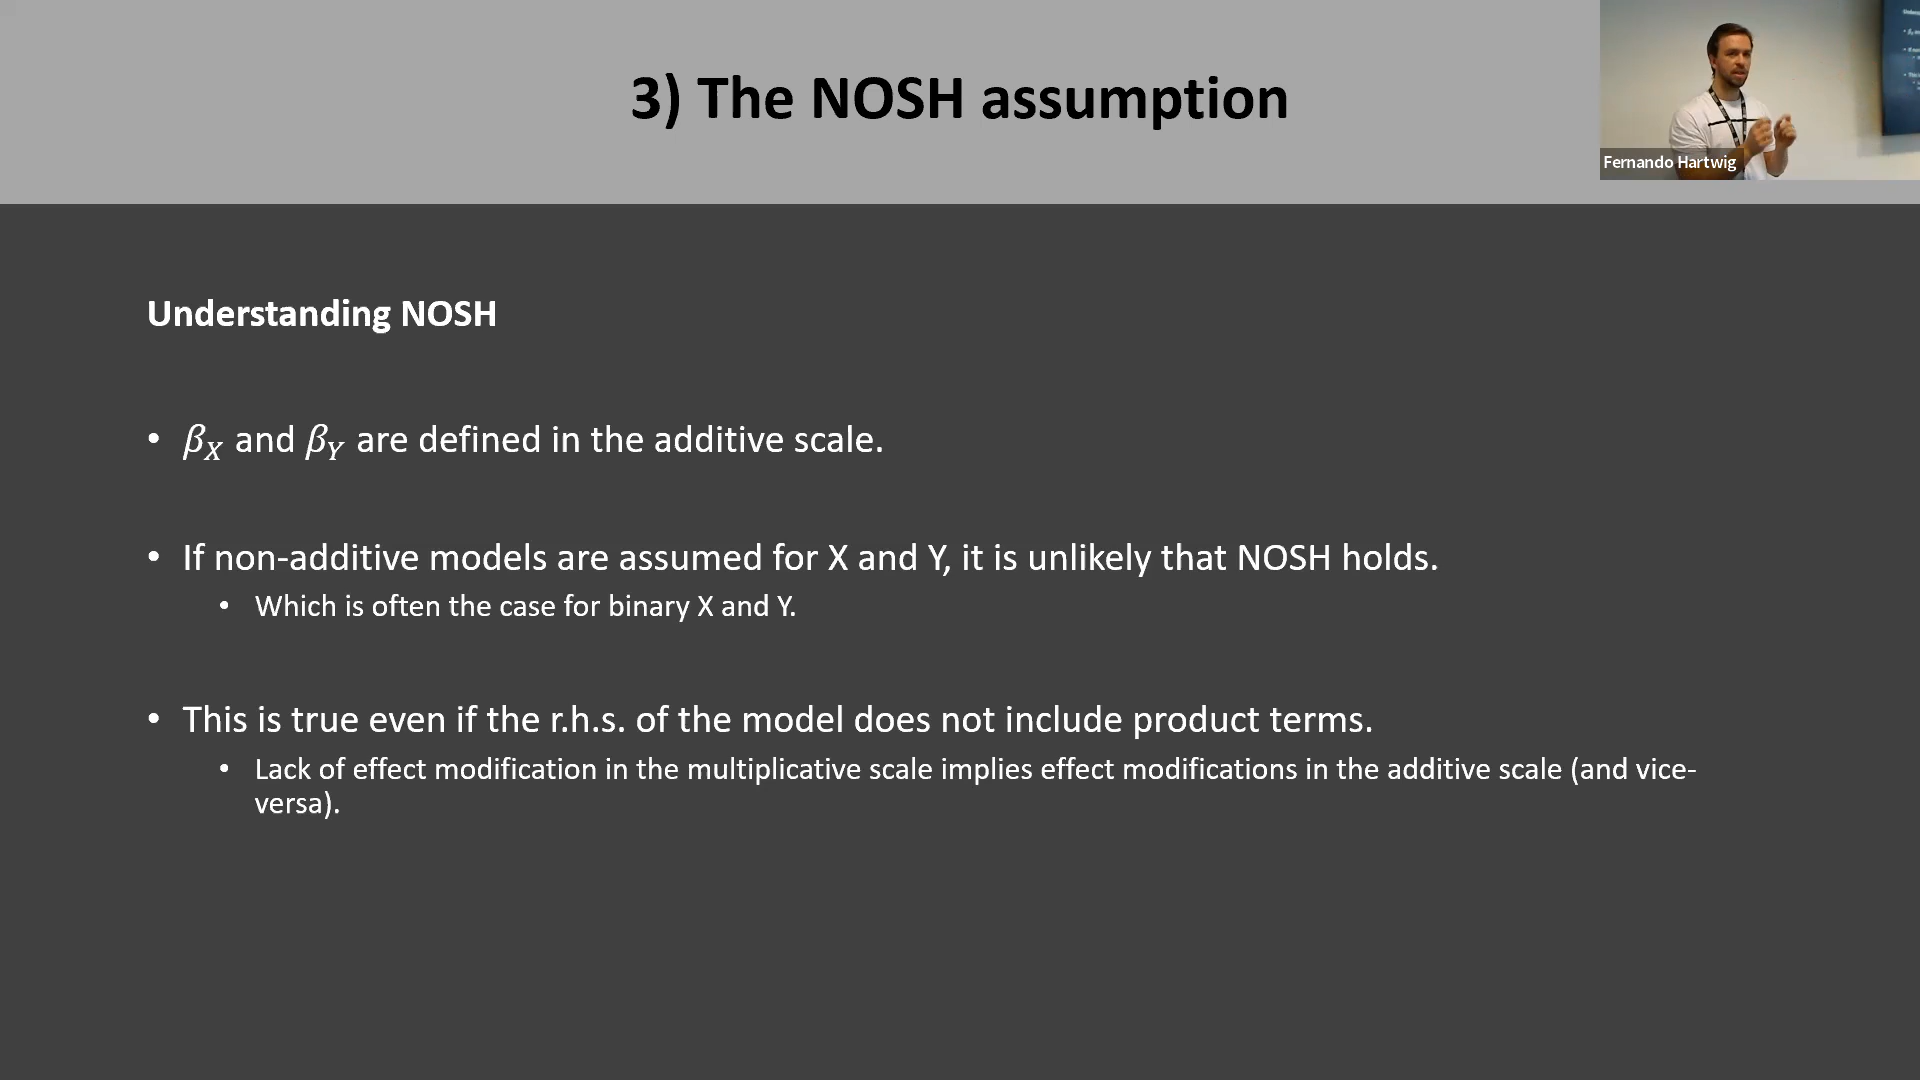 3) The NOSH assumption
Fernando Hartwig
Understanding NOSH
• βX and βY are defined in the additive scale.
• If non-additive models are assumed for X and Y, it is unlikely that NOSH holds.
• Which is often the case for binary X and Y.
• This is true even if the r.h.s. of the model does not include product terms.
• Lack of effect modification in the multiplicative scale implies effect modifications in the additive scale (and vice-
versa).